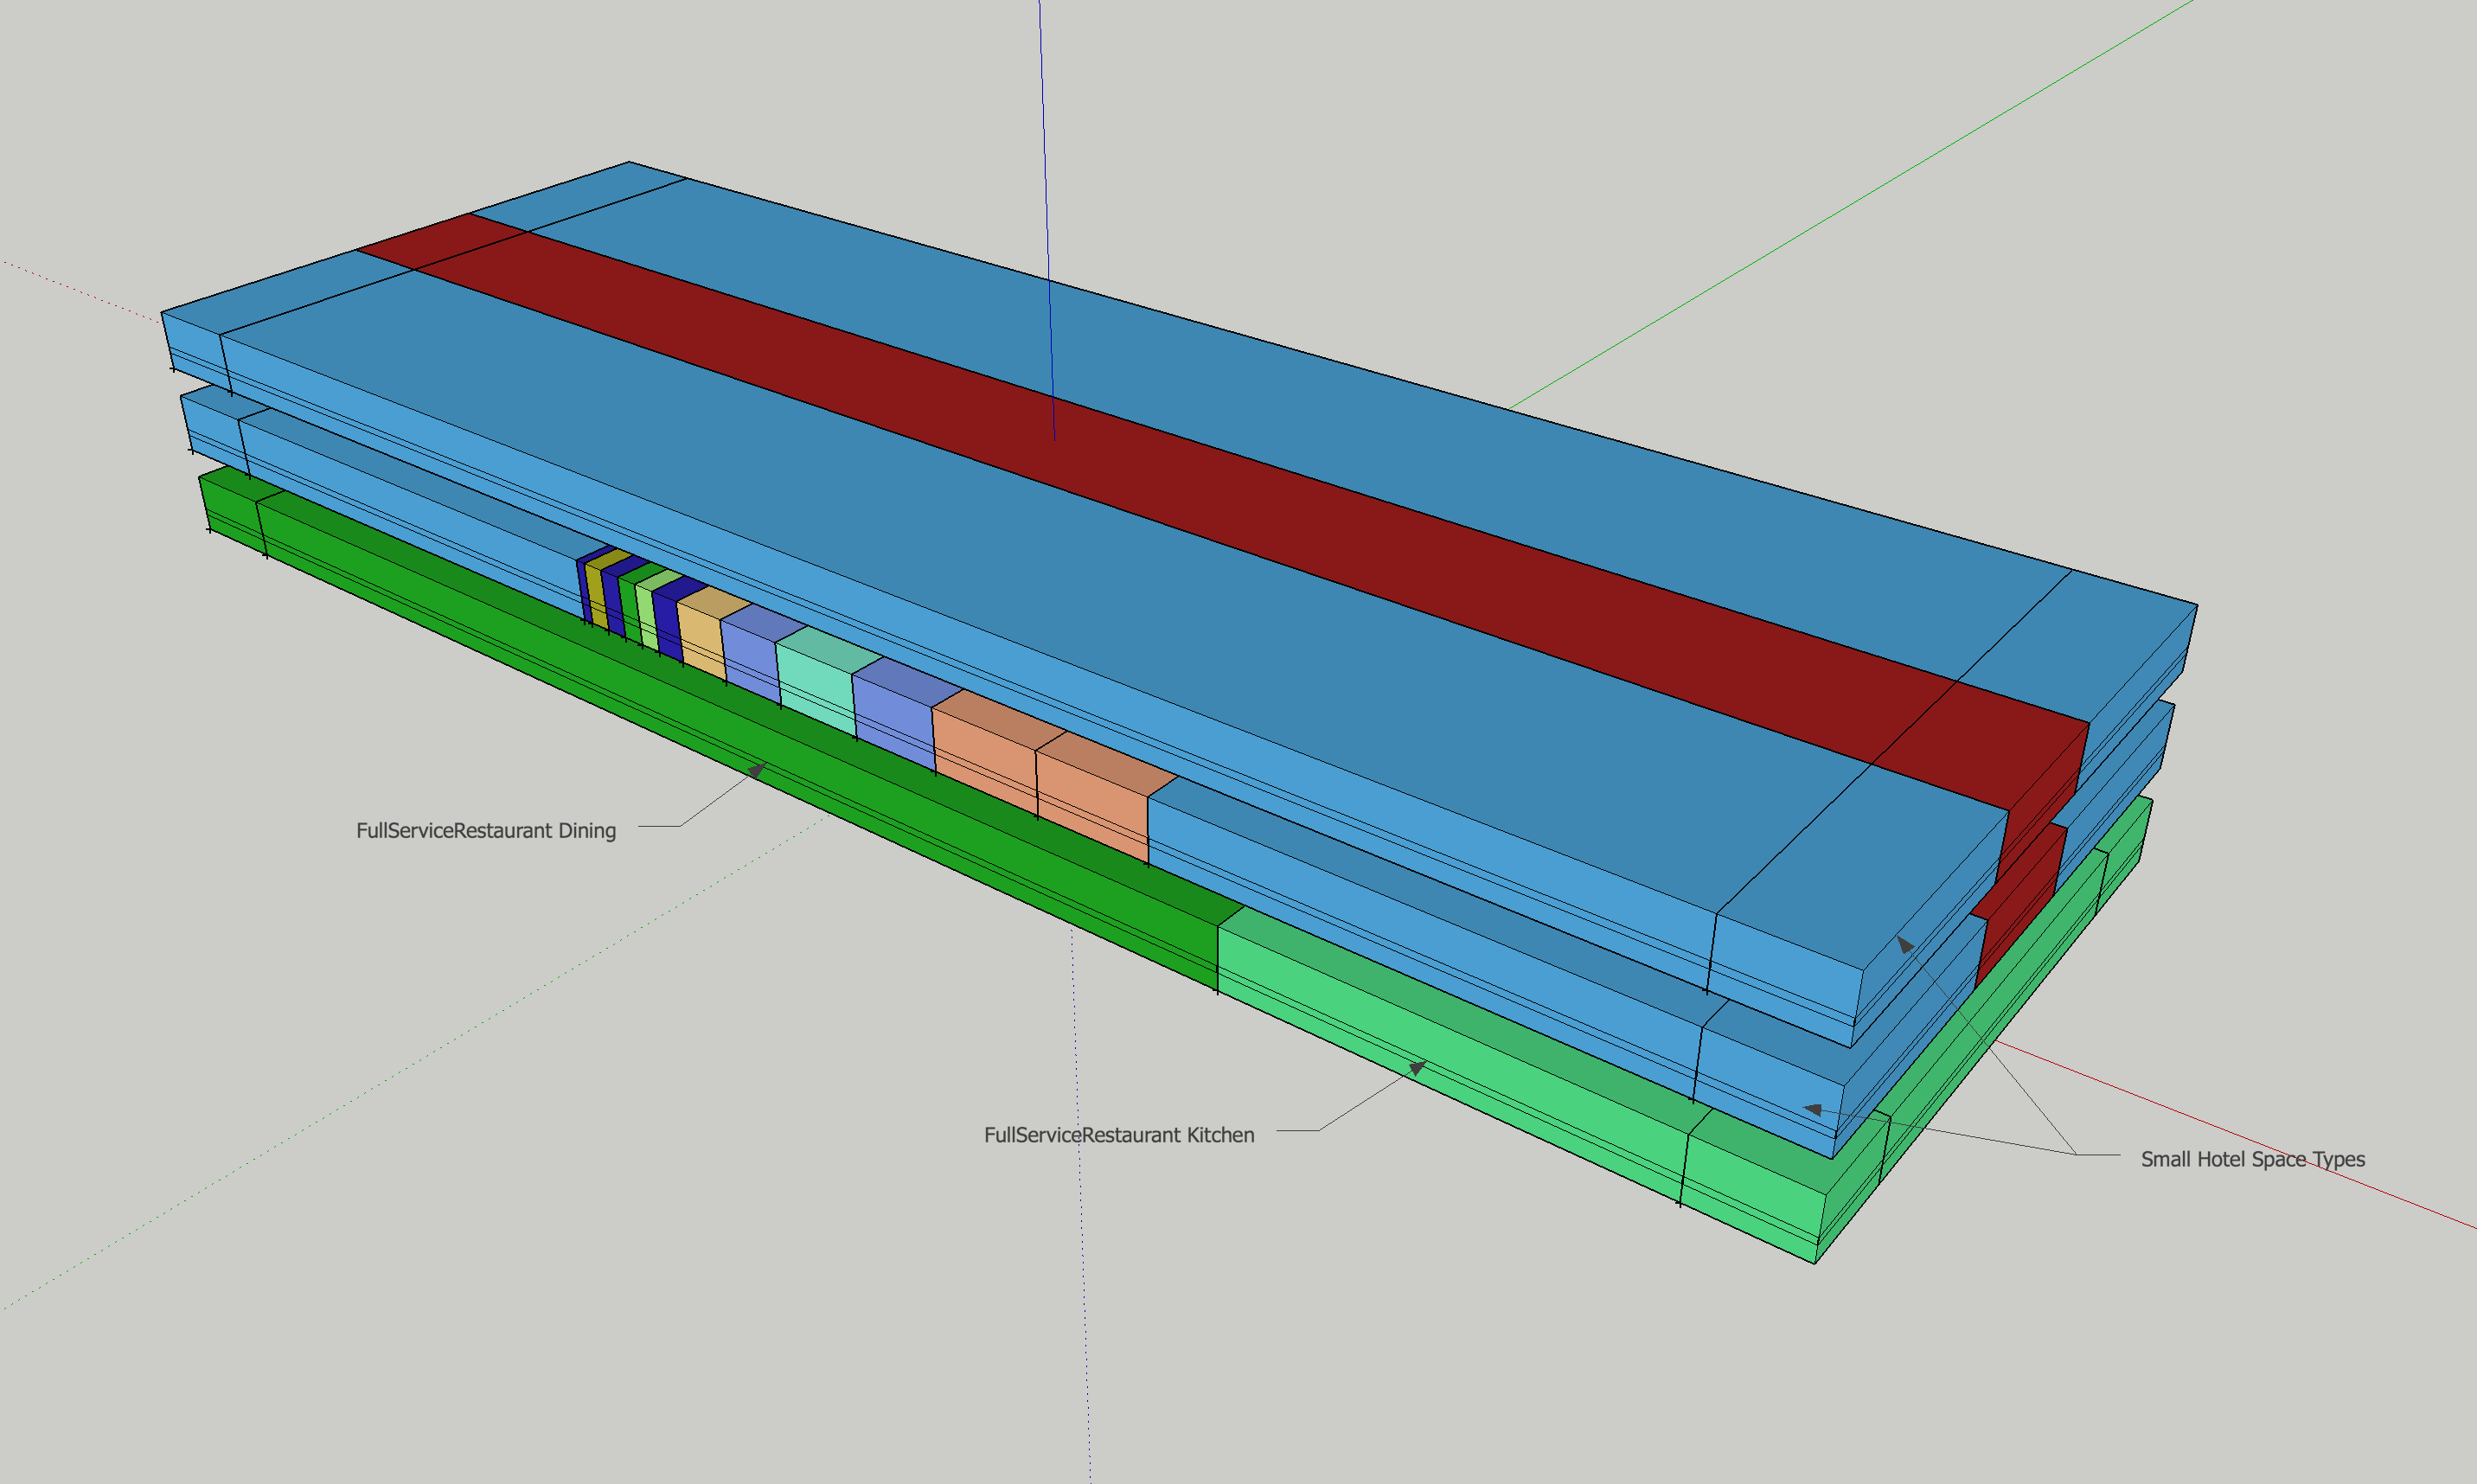 FullServiceRestaurant Dining
FullServiceRestaurant Kitchen
Small Hotel Space Types